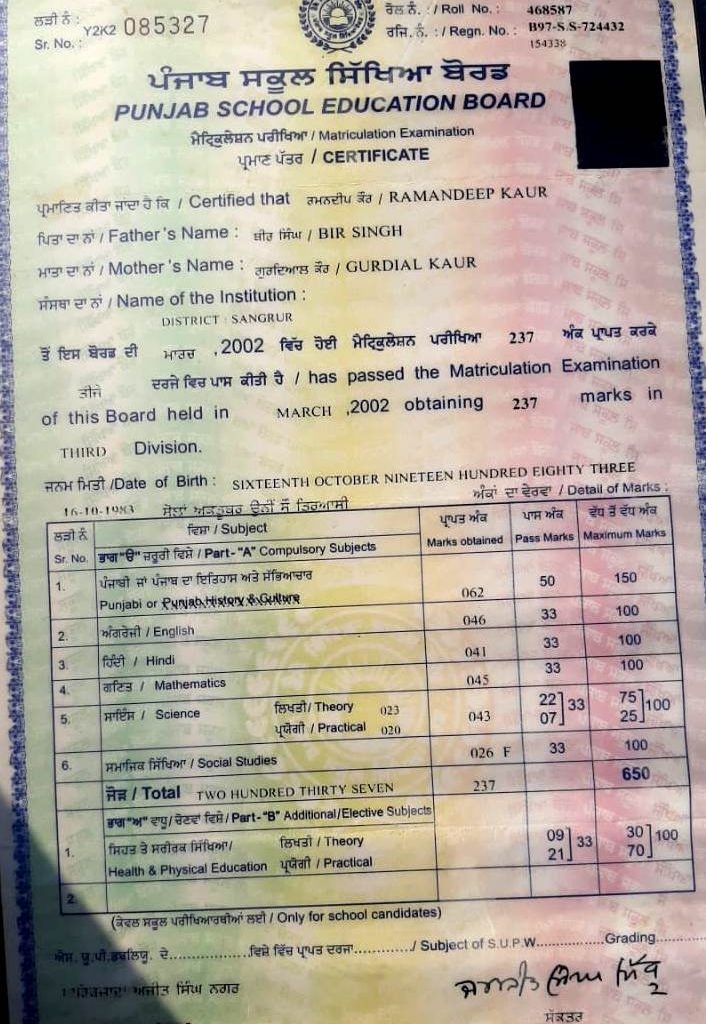 ਲੜੀ ਨੰ : Y2K2 085327
Sr. No. :
ਰੋਲ ਨੰ. : / Roll No. : 468587
ਰਜਿ. ਨੰ. : / Regn. No. : B97-S.S-724432
154338
ਪੰਜਾਬ ਸਕੂਲ ਸਿੱਖਿਆ ਬੋਰਡ
PUNJAB SCHOOL EDUCATION BOARD
ਮੈਟ੍ਰਿਕੁਲੇਸ਼ਨ ਪਰੀਖਿਆ / Matriculation Examination
ਪ੍ਰਮਾਣ ਪੱਤਰ / CERTIFICATE
ਪ੍ਰਮਾਣਿਤ ਕੀਤਾ ਜਾਂਦਾ ਹੈ ਕਿ / Certified that ਰਮਨਦੀਪ ਕੌਰ / RAMANDEEP KAUR
ਪਿਤਾ ਦਾ ਨਾਂ / Father's Name : ਬੀਰ ਸਿੰਘ / BIR SINGH
ਮਾਤਾ ਦਾ ਨਾਂ / Mother's Name : ਗੁਰਦਿਆਲ ਕੌਰ / GURDIAL KAUR
ਸੰਸਥਾ ਦਾ ਨਾਂ / Name of the Institution :
DISTRICT : SANGRUR
ਤੋਂ ਇਸ ਬੋਰਡ ਦੀ ਮਾਰਚ ,2002 ਵਿੱਚ ਹੋਈ ਮੈਟ੍ਰਿਕੁਲੇਸ਼ਨ ਪਰੀਖਿਆ 237 ਅੰਕ ਪ੍ਰਾਪਤ ਕਰਕੇ
ਤੀਜੇ ਦਰਜੇ ਵਿਚ ਪਾਸ ਕੀਤੀ ਹੈ / has passed the Matriculation Examination
of this Board held in MARCH ,2002 obtaining 237 marks in
THIRD Division.
ਜਨਮ ਮਿਤੀ /Date of Birth : SIXTEENTH OCTOBER NINETEEN HUNDRED EIGHTY THREE
16-10-1983 ਸੋਲਾਂ ਅਕਤੂਬਰ ਉਨੀ ਸੌ ਤਿਰਆਸੀ
ਅੰਕਾਂ ਦਾ ਵੇਰਵਾ / Detail of Marks :
ਲੜੀ ਨੰ ਵਿਸ਼ਾ / Subject ਪ੍ਰਾਪਤ ਅੰਕ ਪਾਸ ਅੰਕ ਵੱਧ ਤੋਂ ਵੱਧ ਅੰਕ
Sr. No. ਭਾਗ "ੳ" ਜ਼ਰੂਰੀ ਵਿਸ਼ੇ / Part- "A" Compulsory Subjects Marks obtained Pass Marks Maximum Marks
1. ਪੰਜਾਬੀ ਜਾਂ ਪੰਜਾਬ ਦਾ ਇਤਿਹਾਸ ਅਤੇ ਸੱਭਿਆਚਾਰ
Punjabi or Punjab History & Culture 062 50 150
2. ਅੰਗਰੇਜੀ / English 046 33 100
3. ਹਿੰਦੀ / Hindi 041 33 100
4. ਗਣਿਤ / Mathematics 045 33 100
5. ਸਾਇੰਸ / Science ਲਿਖਤੀ/ Theory 023 043 22 33 75 100
ਪ੍ਰਯੋਗੀ / Practical 020 07 25
6. ਸਮਾਜਿਕ ਸਿੱਖਿਆ / Social Studies 026 F 33 100
ਜੋੜ / Total TWO HUNDRED THIRTY SEVEN 237 650
ਭਾਗ "ਅ" ਵਾਧੂ/ ਚੋਣਵਾਂ ਵਿਸ਼ੇ/ Part- "B" Additional/Elective Subjects
1. ਸਿਹਤ ਤੇ ਸਰੀਰਕ ਸਿੱਖਿਆ/ ਲਿਖਤੀ / Theory 09 33 30 100
Health & Physical Education ਪ੍ਰਯੋਗੀ / Practical 21 70
2.
(ਕੇਵਲ ਸਕੂਲ ਪਰੀਖਿਆਰਥੀਆਂ ਲਈ / Only for school candidates)
ਐਸ. ਯੂ.ਪੀ.ਡਬਲਿਯੂ. ਦੇ..................ਵਿਸ਼ੇ ਵਿੱਚ ਪ੍ਰਾਪਤ ਦਰਜਾ............./ Subject of S.U.P.W...............Grading...........
ਅਜੀਤ ਸਿੰਘ ਨਗਰ
ਸਕੱਤਰ